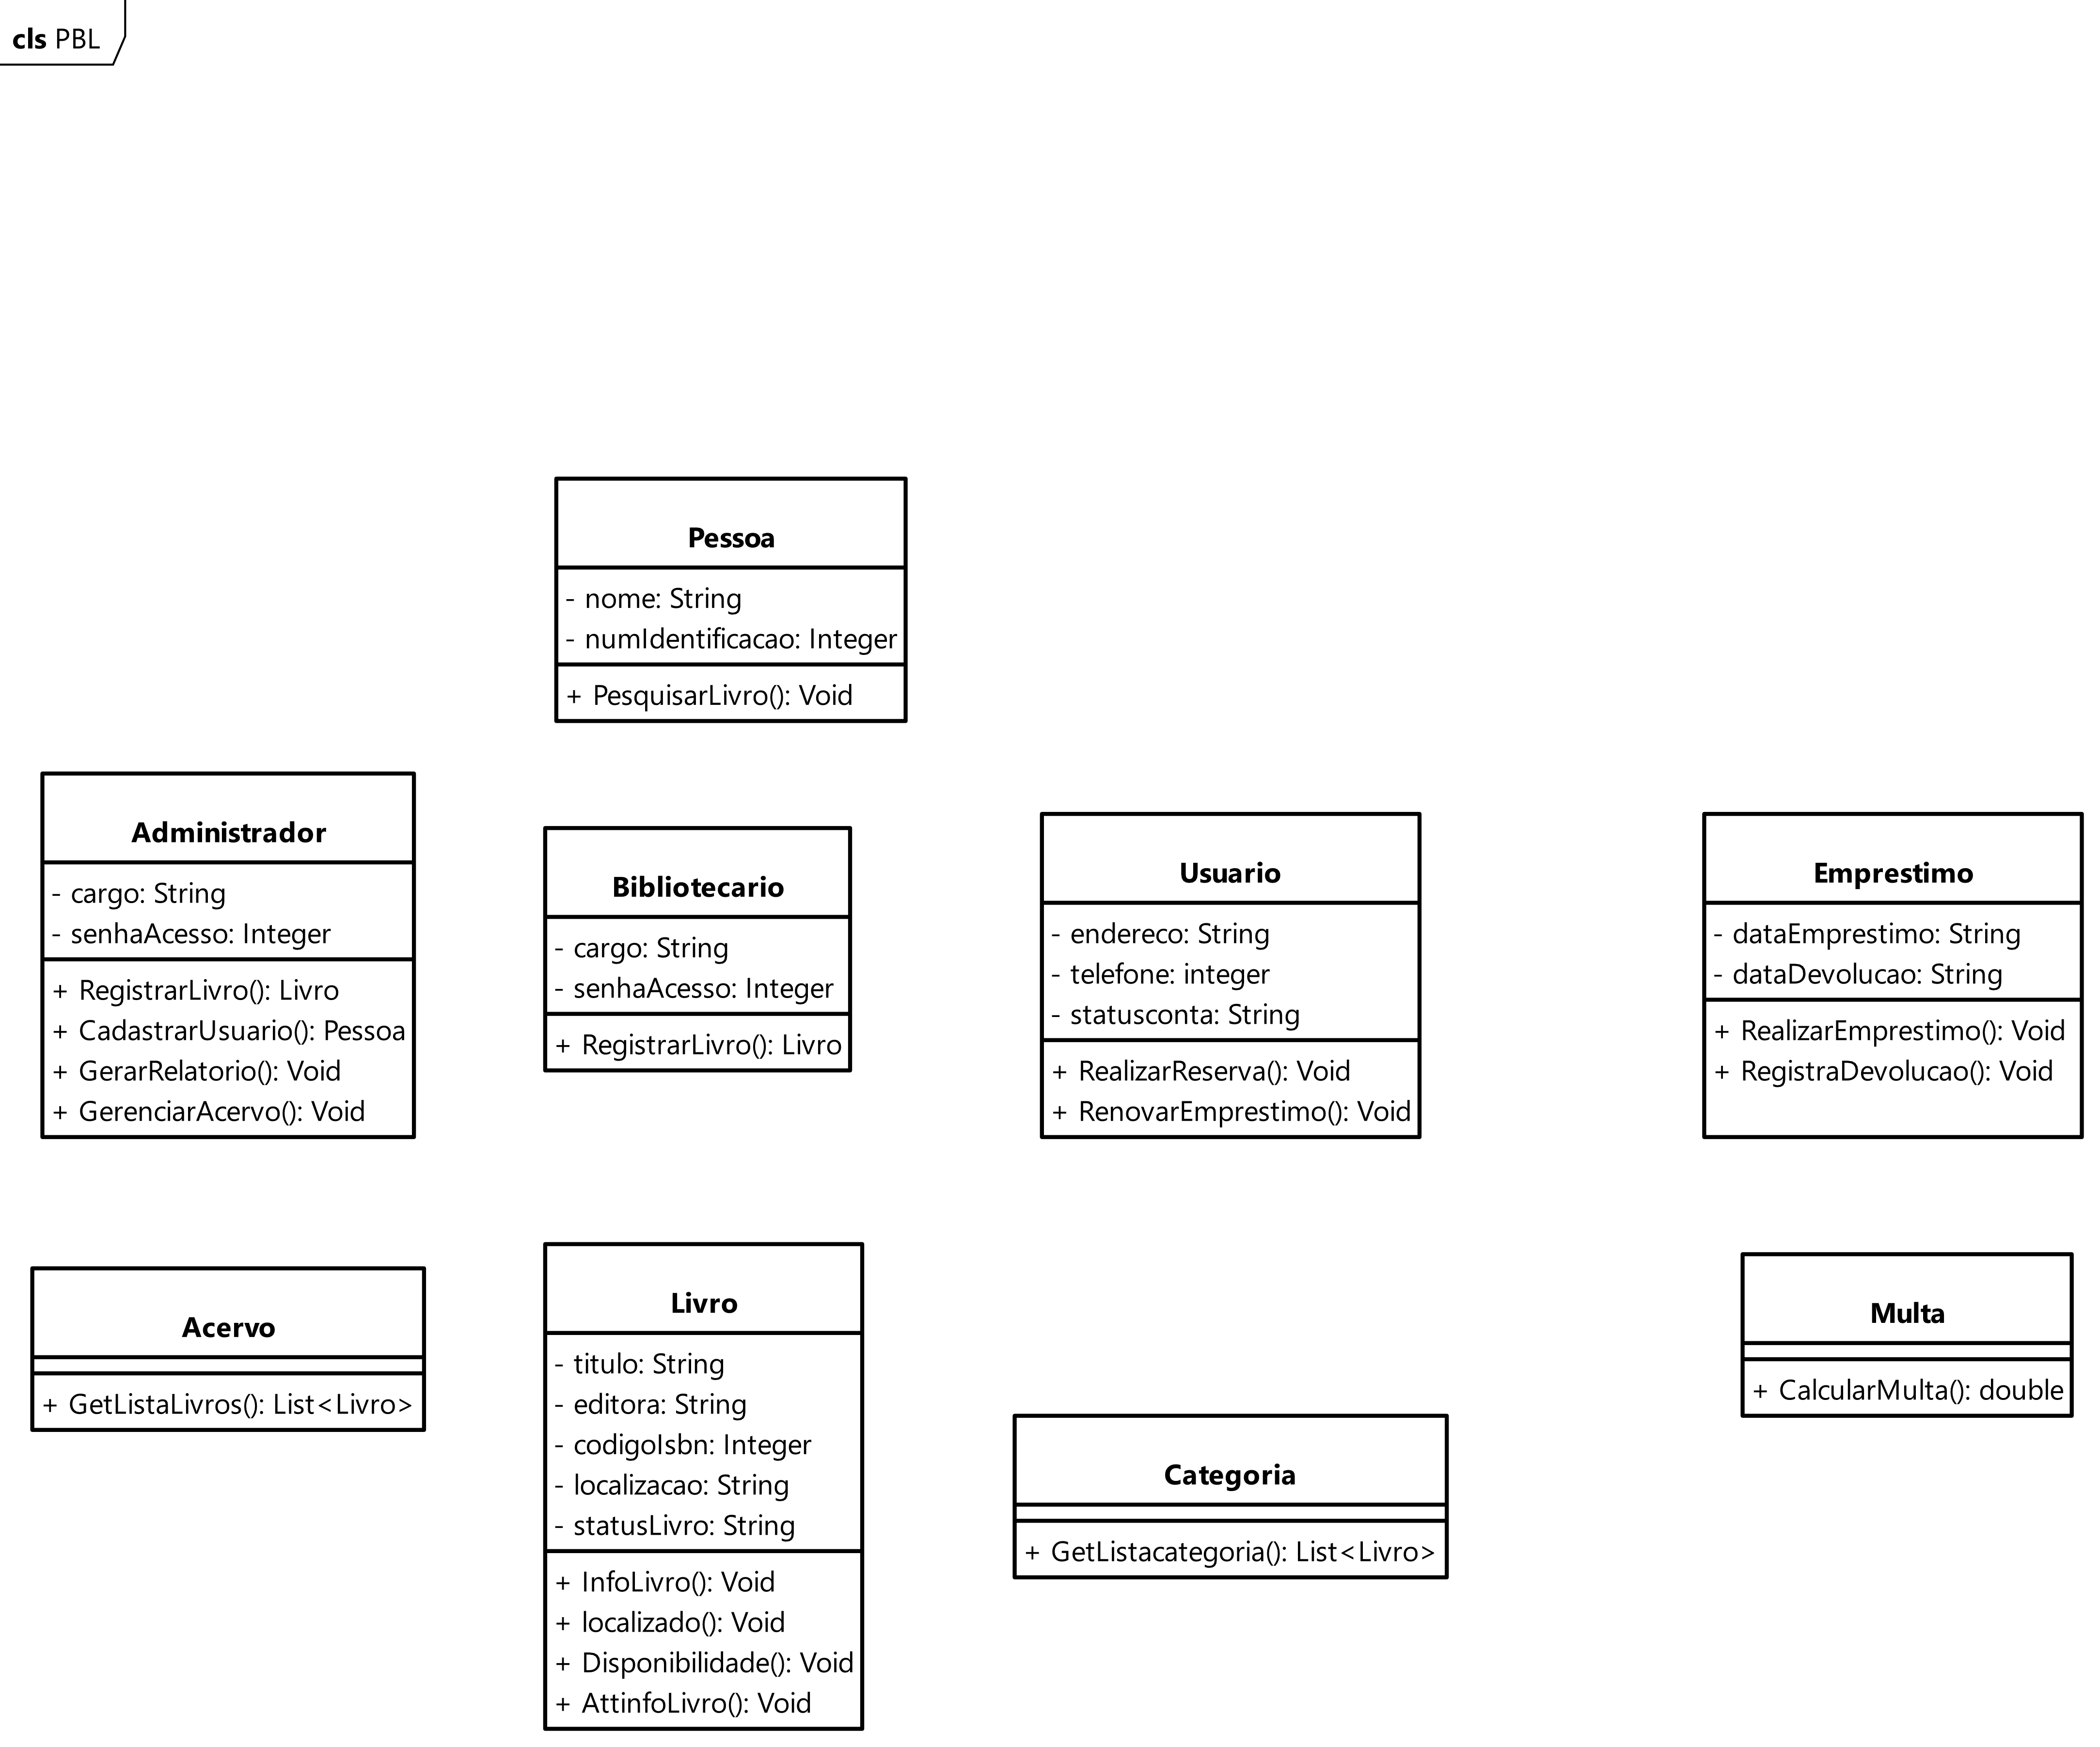 cls PBL
Pessoa
- nome: String
- numIdentificacao: Integer
+ PesquisarLivro(): Void
Administrador
- cargo: String
- senhaAcesso: Integer
+ RegistrarLivro(): Livro
+ CadastrarUsuario(): Pessoa
+ GerarRelatorio(): Void
+ GerenciarAcervo(): Void
Bibliotecario
- cargo: String
- senhaAcesso: Integer
+ RegistrarLivro(): Livro
Usuario
- endereco: String
- telefone: integer
- statusconta: String
+ RealizarReserva(): Void
+ RenovarEmprestimo(): Void
Emprestimo
- dataEmprestimo: String
- dataDevolucao: String
+ RealizarEmprestimo(): Void
+ RegistraDevolucao(): Void
Acervo
+ GetListaLivros(): List<Livro>
Livro
- titulo: String
- editora: String
- codigoIsbn: Integer
- localizacao: String
- statusLivro: String
+ InfoLivro(): Void
+ localizado(): Void
+ Disponibilidade(): Void
+ AttinfoLivro(): Void
Categoria
+ GetListacategoria(): List<Livro>
Multa
+ CalcularMulta(): double